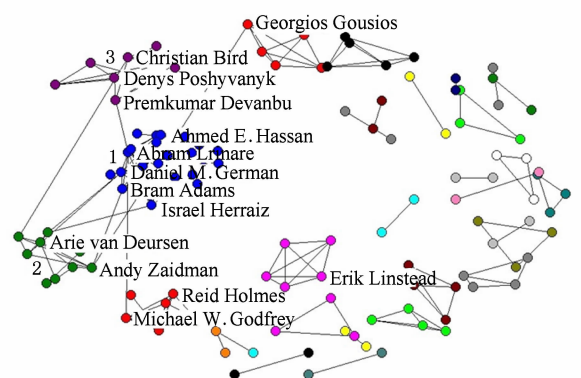 Georgios Gousios
3 Christian Bird
Denys Poshyvanyk
Premkumar Devanbu
Ahmed E. Hassan
1 Abram
Daniel M. German
Bram Adams
Israel Herraiz
Arie van Deursen
2 Andy Zaidman
Erik Linstead
Reid Holmes
Michael W. Godfrey